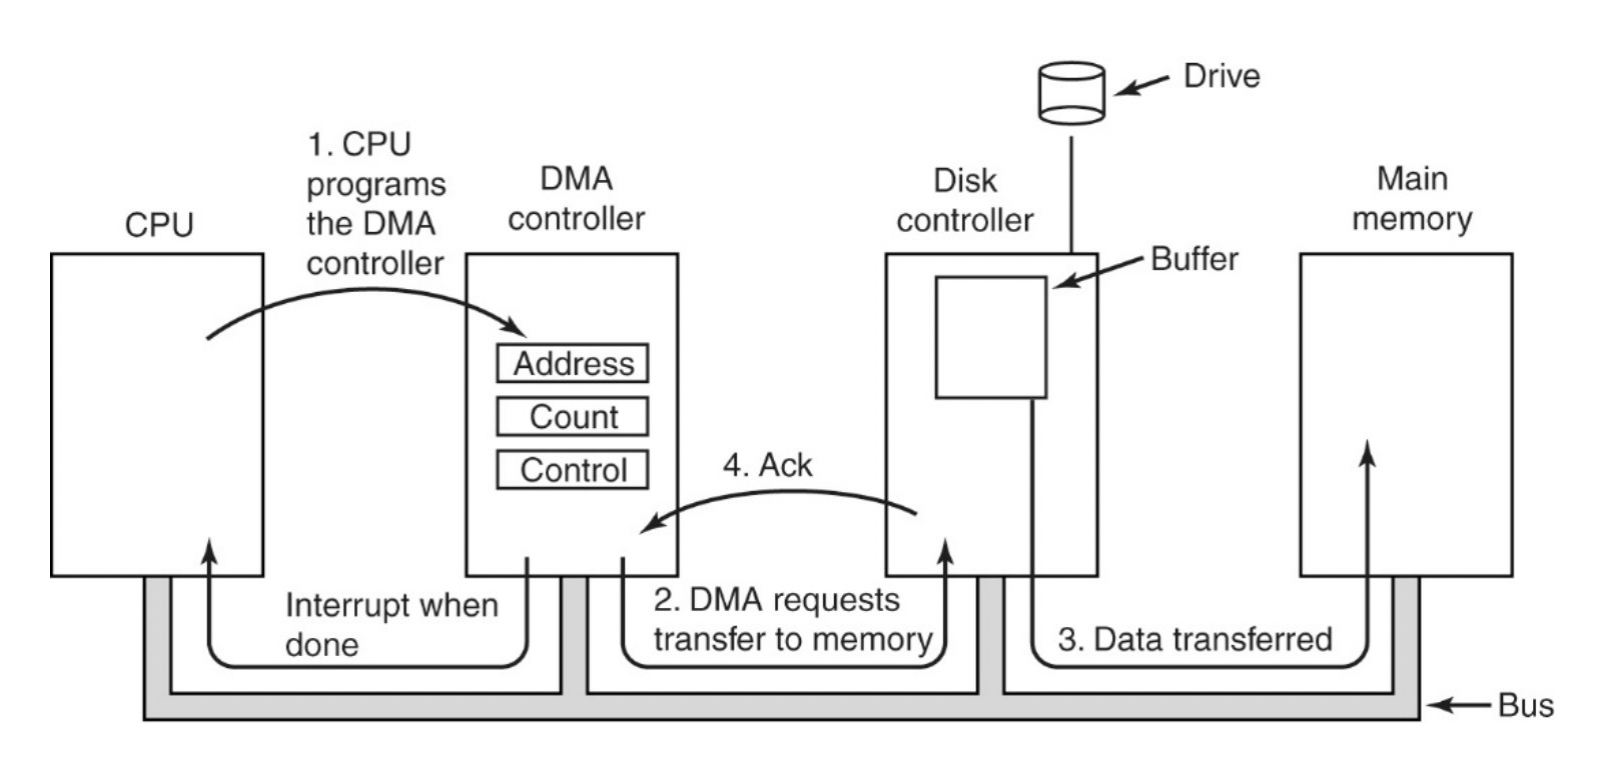 Drive
1. CPU
programs
the DMA
controller
CPU
DMA
controller
Disk
controller
Main
memory
Buffer
Address
Count
Control
4. Ack
Interrupt when
done
2. DMA requests
transfer to memory
3. Data transferred
Bus